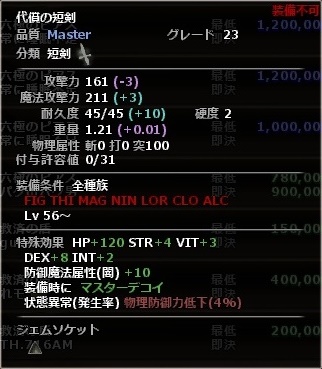 装備不可
代償の短剣
品質 Master グレード 23
分類 短剣
攻撃力 161 (-3)
魔法攻撃力 211 (+3)
耐久度 45/45 (+10) 硬度 2
重量 1.21 (+0.01)
物理属性 斬0 打0 突100
付与許容値 0/31
装備条件 全種族
FIG THI MAG NIN LOR CLO ALC
Lv 56~
特殊効果 HP+120 STR+4 VIT+3
DEX+8 INT+2
防御魔法属性(闇) +10
装備時に マスターデコイ
状態異常(発生率) 物理防御力低下(4%)
ジェムソケット